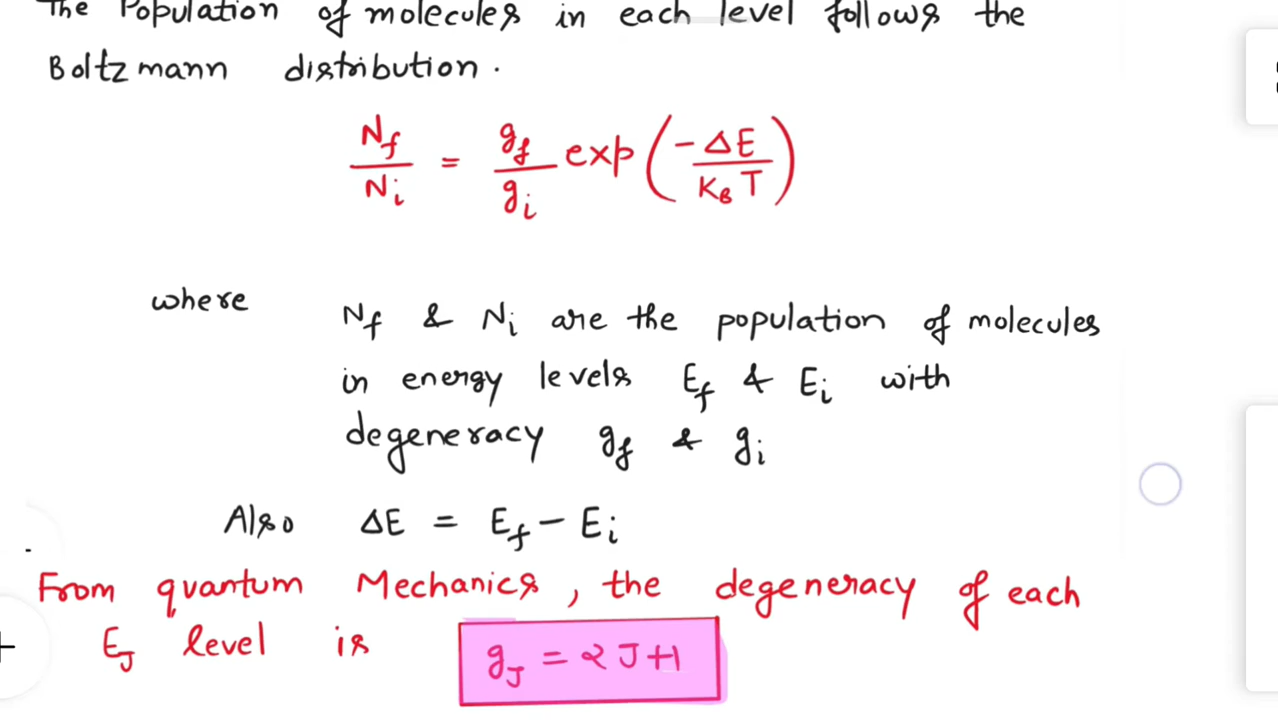 The Population of molecules in each level follows the
Boltzmann distribution.
Nf/Ni = gf/gi exp(-ΔE/KBT)
where Nf & Ni are the population of molecules
in energy levels Ef & Ei with
degeneracy gf & gi
Also ΔE = Ef - Ei
From quantum Mechanics, the degeneracy of each
EJ level is gJ = 2J+1